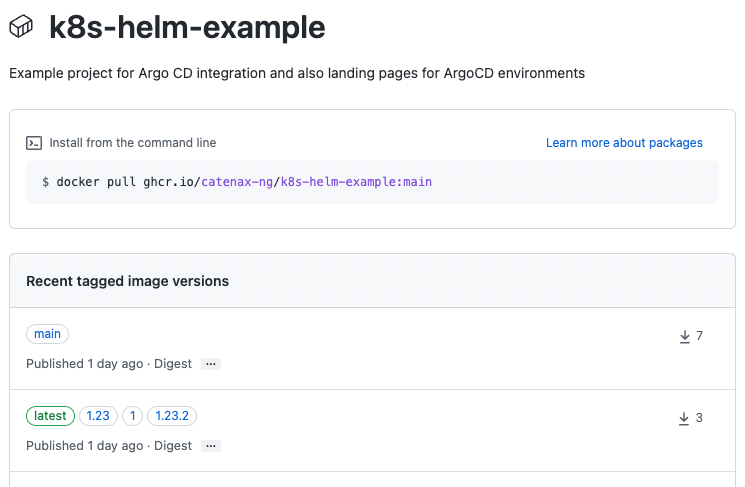 k8s-helm-example
Example project for Argo CD integration and also landing pages for ArgoCD environments
Install from the command line
Learn more about packages
$ docker pull ghcr.io/catenax-ng/k8s-helm-example:main
Recent tagged image versions
main
7
Published 1 day ago · Digest ···
latest 1.23 1 1.23.2
3
Published 1 day ago · Digest ···